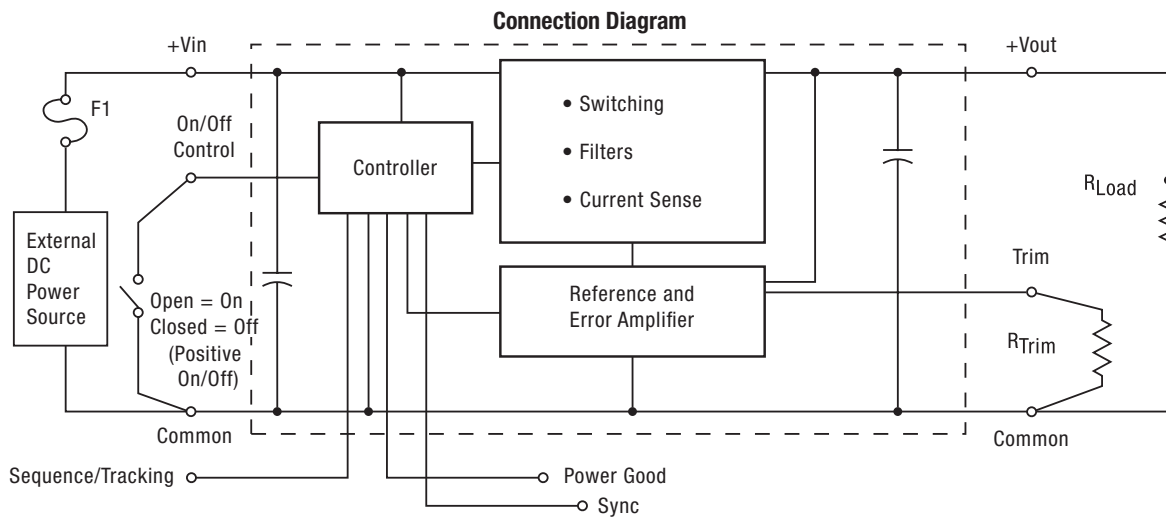 Connection Diagram
+Vin
+Vout
F1
On/Off
Control
Controller
• Switching
• Filters
• Current Sense
RLoad
External
DC
Power
Source
Open = On
Closed = Off
(Positive
On/Off)
Reference and
Error Amplifier
Trim
RTrim
Common
Common
Sequence/Tracking
Power Good
Sync